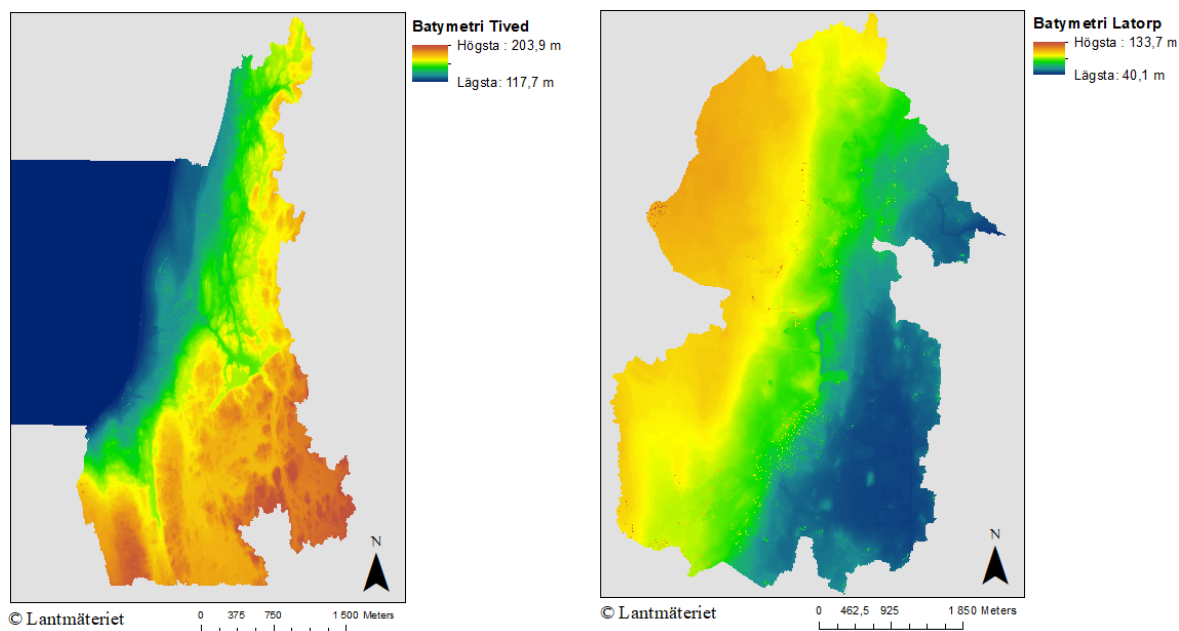 Batymetri Tived
Högsta : 203,9 m
Lägsta: 117,7 m
N
© Lantmäteriet
0 375 750 1 500 Meters
Batymetri Latorp
Högsta : 133,7 m
Lägsta: 40,1 m
N
© Lantmäteriet
0 462,5 925 1 850 Meters